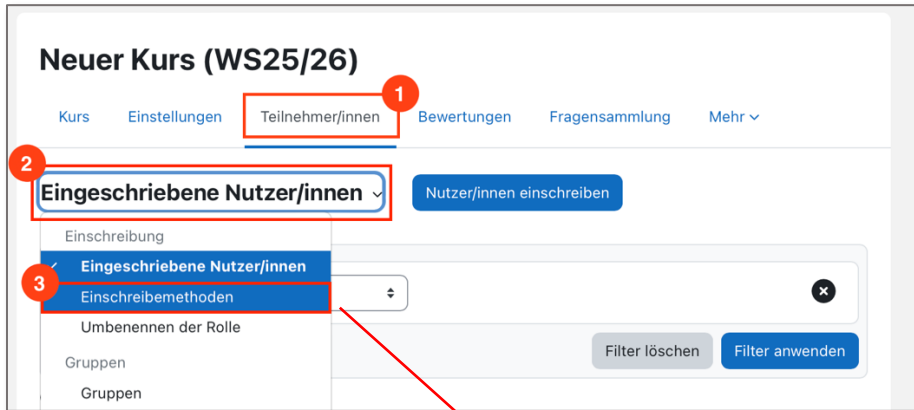 Neuer Kurs (WS25/26)
1
Kurs Einstellungen Teilnehmer/innen Bewertungen Fragensammlung Mehr
2
Eingeschriebene Nutzer/innen Nutzer/innen einschreiben
Einschreibung
Eingeschriebene Nutzer/innen
3
Einschreibemethoden
Umbenennen der Rolle
Filter löschen Filter anwenden
Gruppen
Gruppen